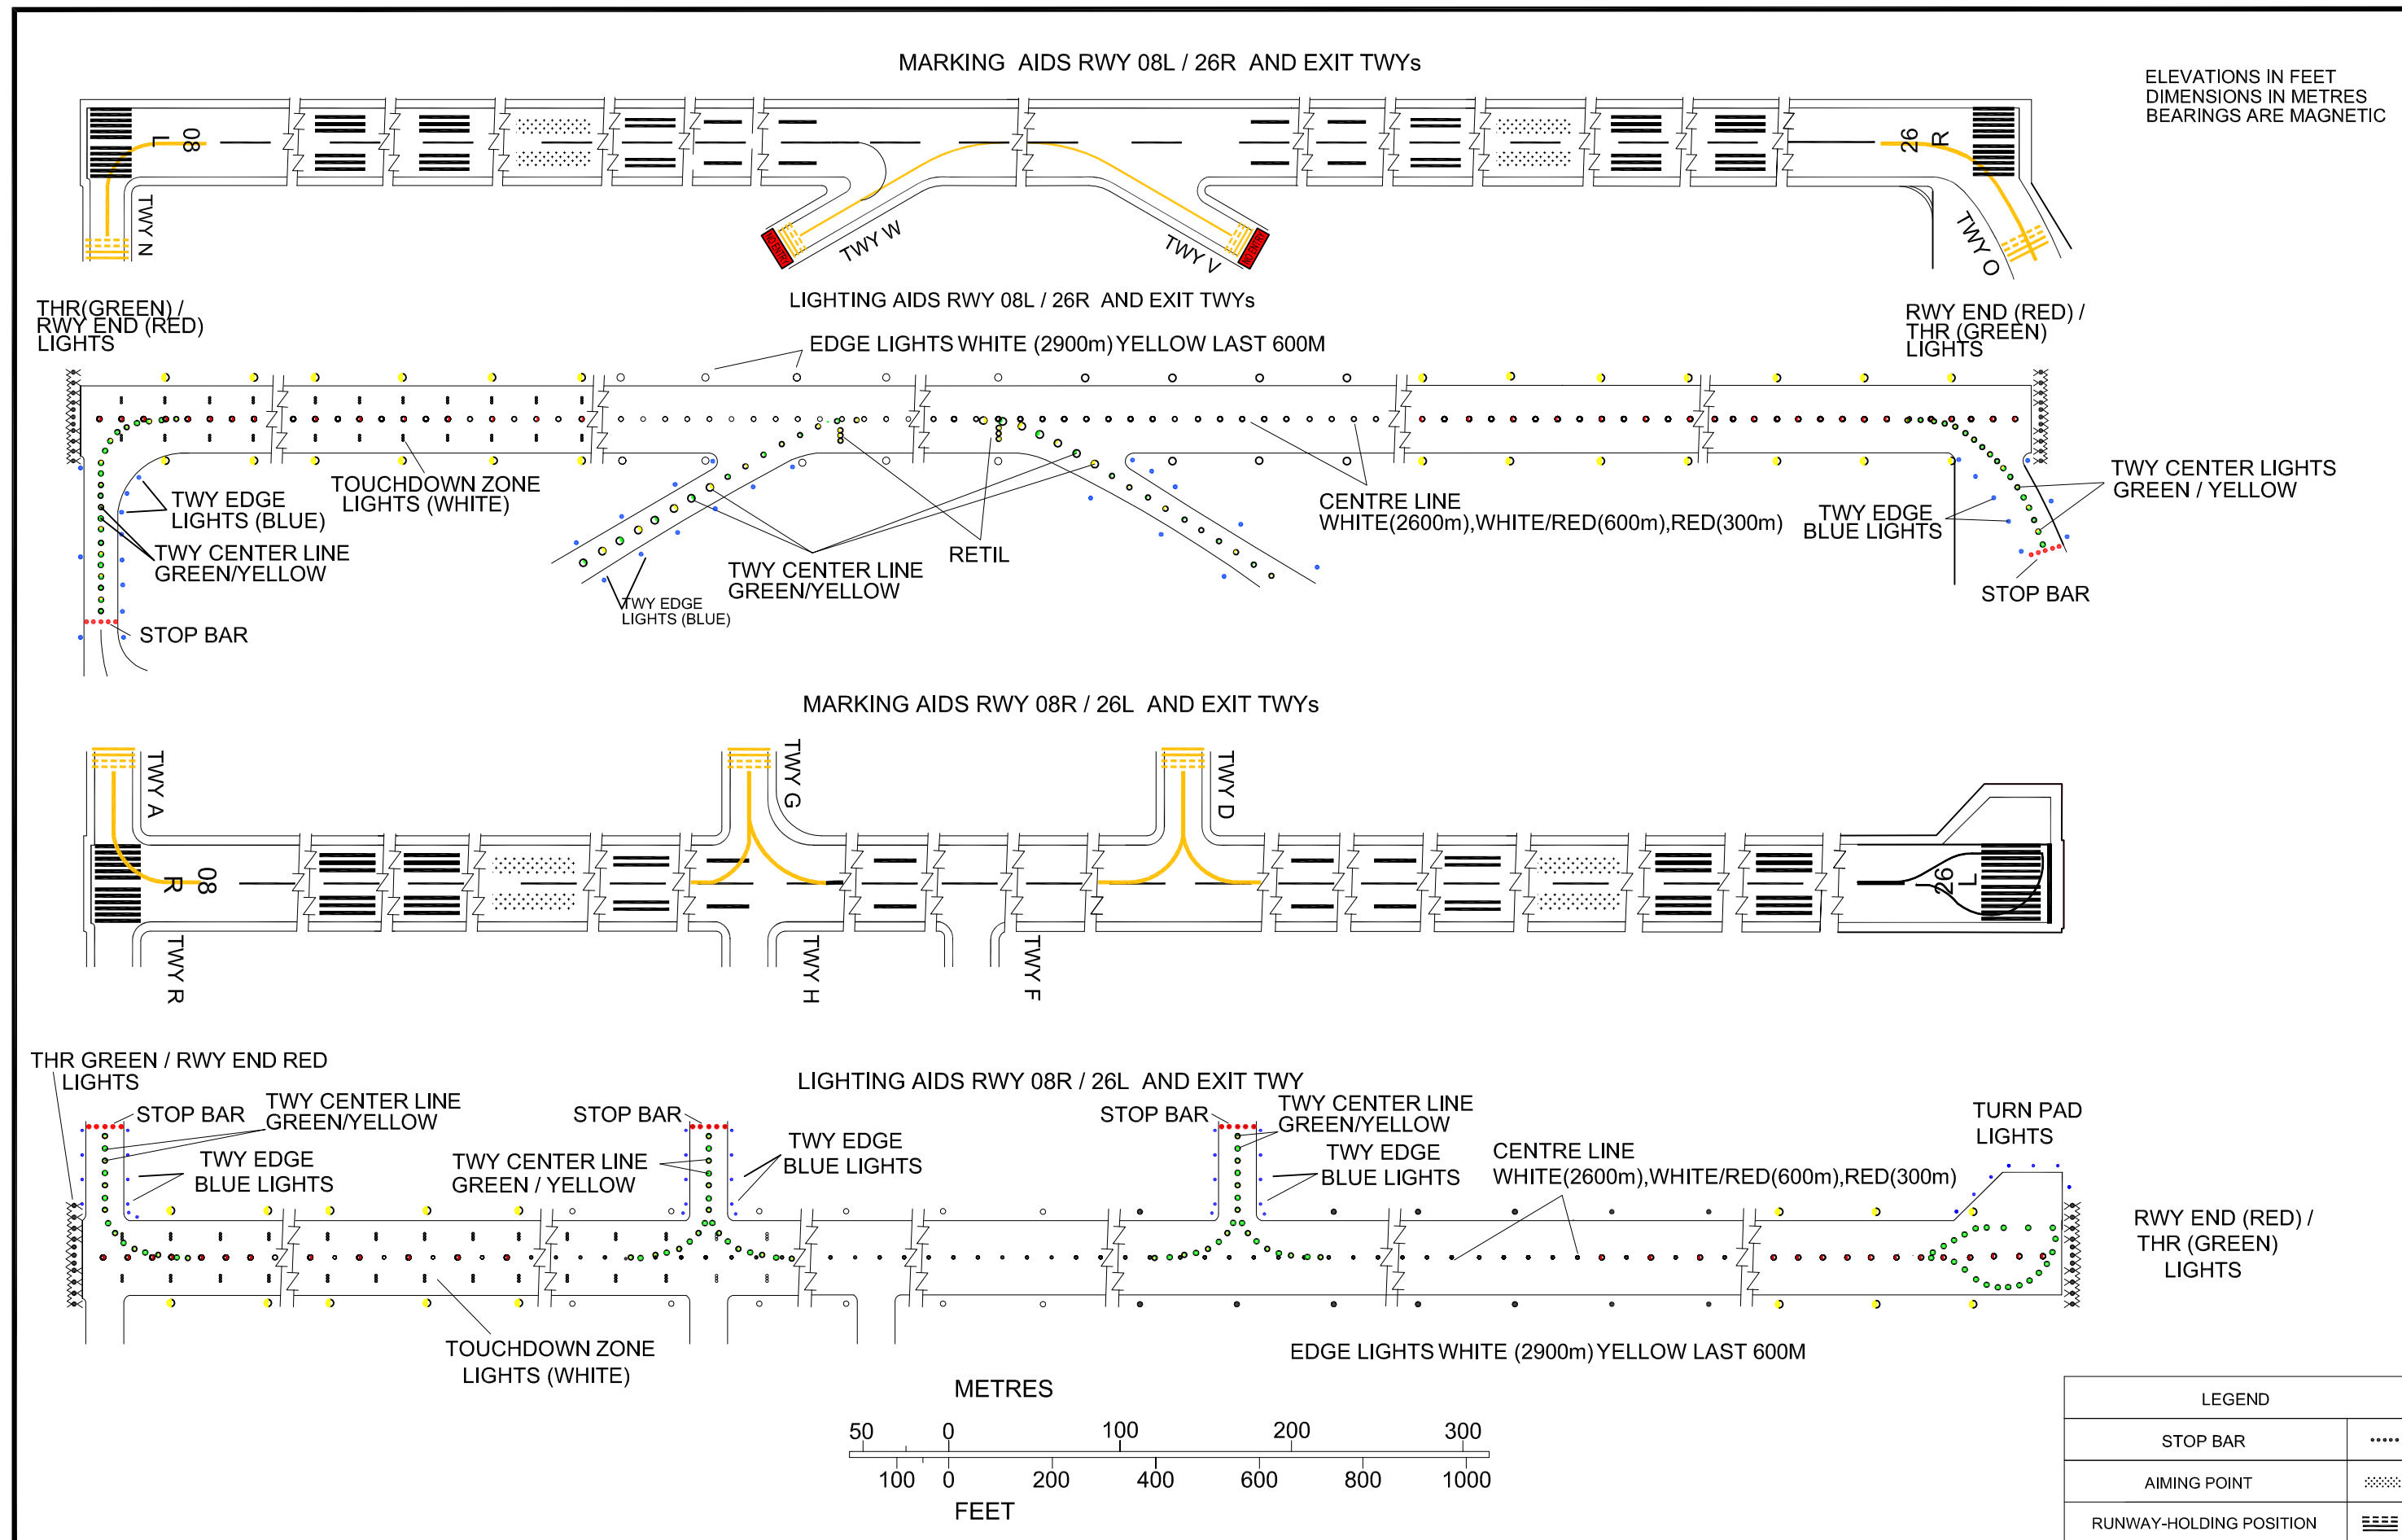 MARKING AIDS RWY 08L / 26R AND EXIT TWYs
ELEVATIONS IN FEET
DIMENSIONS IN METRES
BEARINGS ARE MAGNETIC
08
L
26
R
TWY N
TWY W
TWY V
TWY O
NO ENTRY
NO ENTRY
LIGHTING AIDS RWY 08L / 26R AND EXIT TWYs
THR(GREEN) /
RWY END (RED)
LIGHTS
RWY END (RED) /
THR (GREEN)
LIGHTS
EDGE LIGHTS WHITE (2900m) YELLOW LAST 600M
TWY EDGE
LIGHTS (BLUE)
TOUCHDOWN ZONE
LIGHTS (WHITE)
TWY CENTER LINE
GREEN/YELLOW
STOP BAR
TWY EDGE
LIGHTS (BLUE)
TWY CENTER LINE
GREEN/YELLOW
RETIL
CENTRE LINE
WHITE(2600m),WHITE/RED(600m),RED(300m)
TWY EDGE
BLUE LIGHTS
TWY CENTER LIGHTS
GREEN / YELLOW
STOP BAR
MARKING AIDS RWY 08R / 26L AND EXIT TWYs
TWY A
TWY G
TWY D
08
R
26
L
TWY R
TWY H
TWY F
THR GREEN / RWY END RED
LIGHTS
LIGHTING AIDS RWY 08R / 26L AND EXIT TWY
STOP BAR
TWY CENTER LINE
GREEN/YELLOW
TWY EDGE
BLUE LIGHTS
STOP BAR
TWY CENTER LINE
GREEN / YELLOW
TWY EDGE
BLUE LIGHTS
STOP BAR
TWY CENTER LINE
GREEN/YELLOW
TWY EDGE
BLUE LIGHTS
CENTRE LINE
WHITE(2600m),WHITE/RED(600m),RED(300m)
TURN PAD
LIGHTS
RWY END (RED) /
THR (GREEN)
LIGHTS
TOUCHDOWN ZONE
LIGHTS (WHITE)
EDGE LIGHTS WHITE (2900m) YELLOW LAST 600M
METRES
50 0 100 200 300
100 0 200 400 600 800 1000
FEET
LEGEND
STOP BAR
AIMING POINT
RUNWAY-HOLDING POSITION